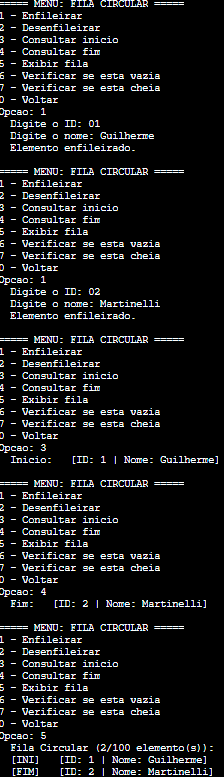 ===== MENU: FILA CIRCULAR =====
1 - Enfileirar
2 - Desenfileirar
3 - Consultar inicio
4 - Consultar fim
5 - Exibir fila
6 - Verificar se esta vazia
7 - Verificar se esta cheia
0 - Voltar
Opcao: 1
Digite o ID: 01
Digite o nome: Guilherme
Elemento enfileirado.
===== MENU: FILA CIRCULAR =====
1 - Enfileirar
2 - Desenfileirar
3 - Consultar inicio
4 - Consultar fim
5 - Exibir fila
6 - Verificar se esta vazia
7 - Verificar se esta cheia
0 - Voltar
Opcao: 1
Digite o ID: 02
Digite o nome: Martinelli
Elemento enfileirado.
===== MENU: FILA CIRCULAR =====
1 - Enfileirar
2 - Desenfileirar
3 - Consultar inicio
4 - Consultar fim
5 - Exibir fila
6 - Verificar se esta vazia
7 - Verificar se esta cheia
0 - Voltar
Opcao: 3
Inicio: [ID: 1 | Nome: Guilherme]
===== MENU: FILA CIRCULAR =====
1 - Enfileirar
2 - Desenfileirar
3 - Consultar inicio
4 - Consultar fim
5 - Exibir fila
6 - Verificar se esta vazia
7 - Verificar se esta cheia
0 - Voltar
Opcao: 4
Fim: [ID: 2 | Nome: Martinelli]
===== MENU: FILA CIRCULAR =====
1 - Enfileirar
2 - Desenfileirar
3 - Consultar inicio
4 - Consultar fim
5 - Exibir fila
6 - Verificar se esta vazia
7 - Verificar se esta cheia
0 - Voltar
Opcao: 5
Fila Circular (2/100 elemento(s)):
[INI] [ID: 1 | Nome: Guilherme]
[FIM] [ID: 2 | Nome: Martinelli]